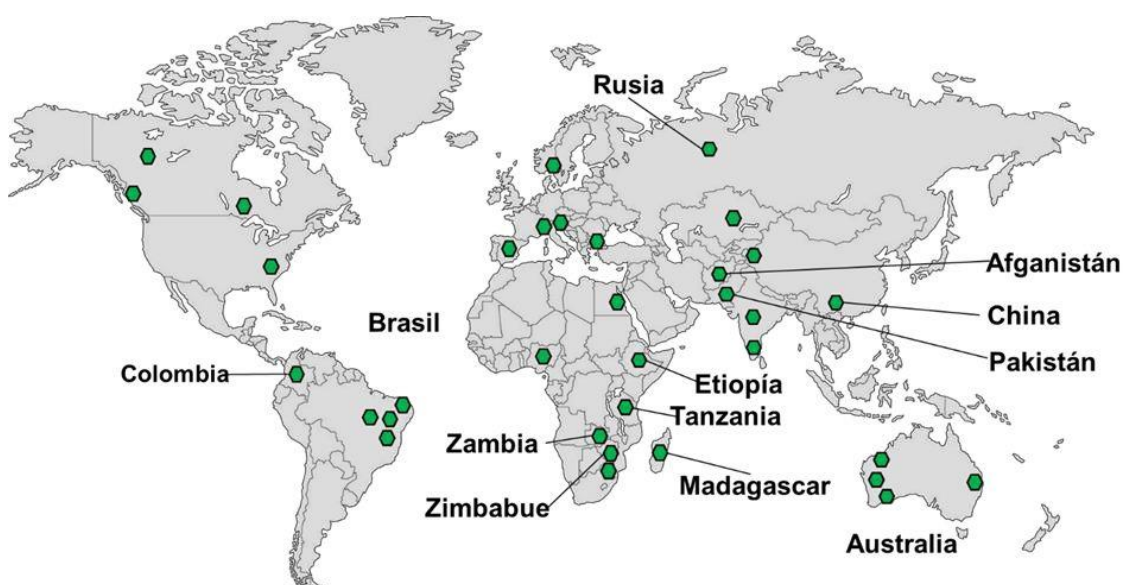 Rusia
Afganistán
Brasil
China
Pakistán
Colombia
Etiopía
Tanzania
Zambia
Madagascar
Zimbabue
Australia